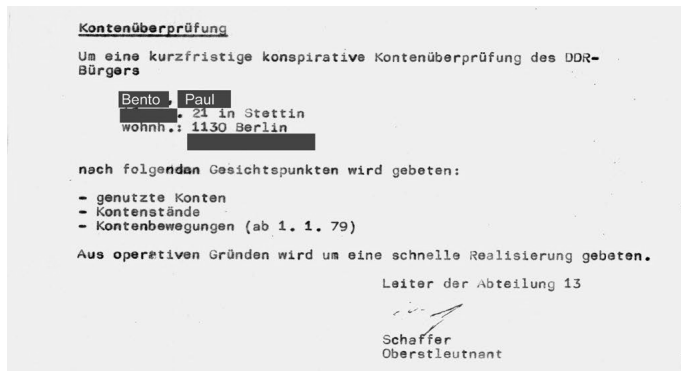 Kontenüberprüfung
Um eine kurzfristige konspirative Kontenüberprüfung des DDR-
Bürgers
Bento, Paul
. 21 in Stettin
wohnh.: 1130 Berlin
nach folgenden Gesichtspunkten wird gebeten:
- genutzte Konten
- Kontenstände
- Kontenbewegungen (ab 1. 1. 79)
Aus operativen Gründen wird um eine schnelle Realisierung gebeten.
Leiter der Abteilung 13
Schaffer
Oberstleutnant